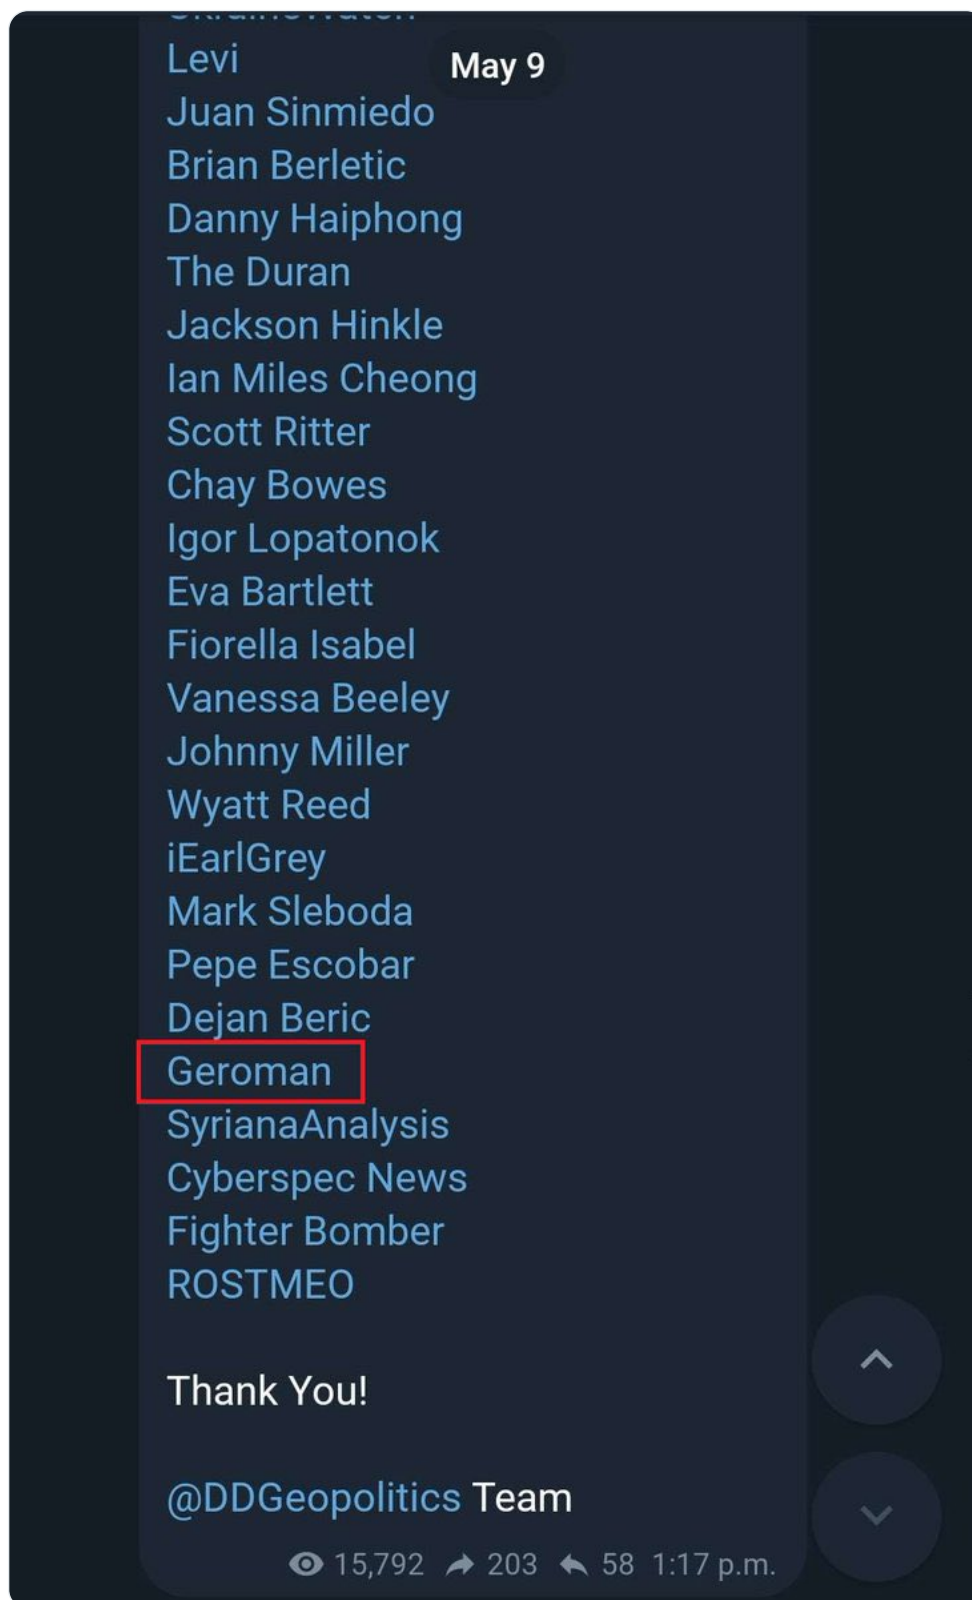 Levi
May 9
Juan Sinmiedo
Brian Berletic
Danny Haiphong
The Duran
Jackson Hinkle
Ian Miles Cheong
Scott Ritter
Chay Bowes
Igor Lopatonok
Eva Bartlett
Fiorella Isabel
Vanessa Beeley
Johnny Miller
Wyatt Reed
iEarlGrey
Mark Sleboda
Pepe Escobar
Dejan Beric
Geroman
SyrianaAnalysis
Cyberspec News
Fighter Bomber
ROSTMEO
Thank You!
@DDGeopolitics Team
15,792 203 58 1:17 p.m.